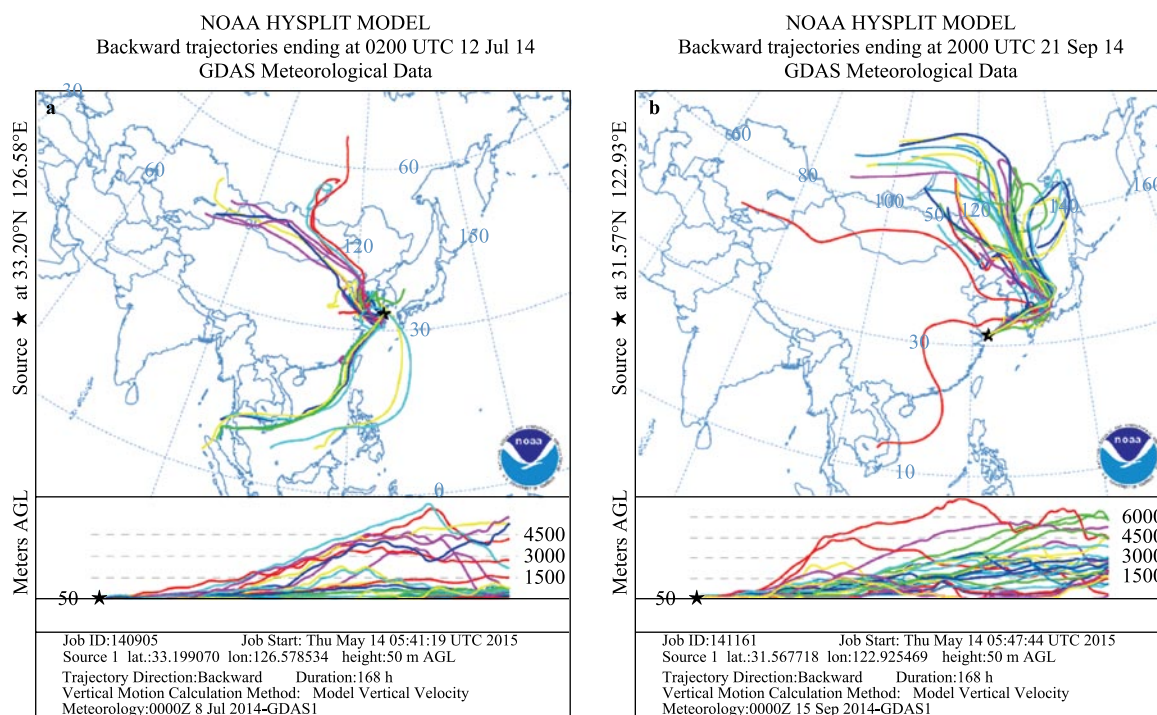 NOAA HYSPLIT MODEL
Backward trajectories ending at 0200 UTC 12 Jul 14
GDAS Meteorological Data
Source ★ at 33.20°N 126.58°E
a
30
60
60
120
150
30
0
noaa
Meters AGL
4500
3000
1500
50
Job ID:140905 Job Start: Thu May 14 05:41:19 UTC 2015
Source 1 lat.:33.199070 lon:126.578534 height:50 m AGL
Trajectory Direction:Backward Duration:168 h
Vertical Motion Calculation Method: Model Vertical Velocity
Meteorology:0000Z 8 Jul 2014-GDAS1
NOAA HYSPLIT MODEL
Backward trajectories ending at 2000 UTC 21 Sep 14
GDAS Meteorological Data
Source ★ at 31.57°N 122.93°E
b
60
80
100
50
120
140
160
30
10
noaa
Meters AGL
6000
4500
3000
1500
50
Job ID:141161 Job Start: Thu May 14 05:47:44 UTC 2015
Source 1 lat.:31.567718 lon:122.925469 height:50 m AGL
Trajectory Direction:Backward Duration:168 h
Vertical Motion Calculation Method: Model Vertical Velocity
Meteorology:0000Z 15 Sep 2014-GDAS1